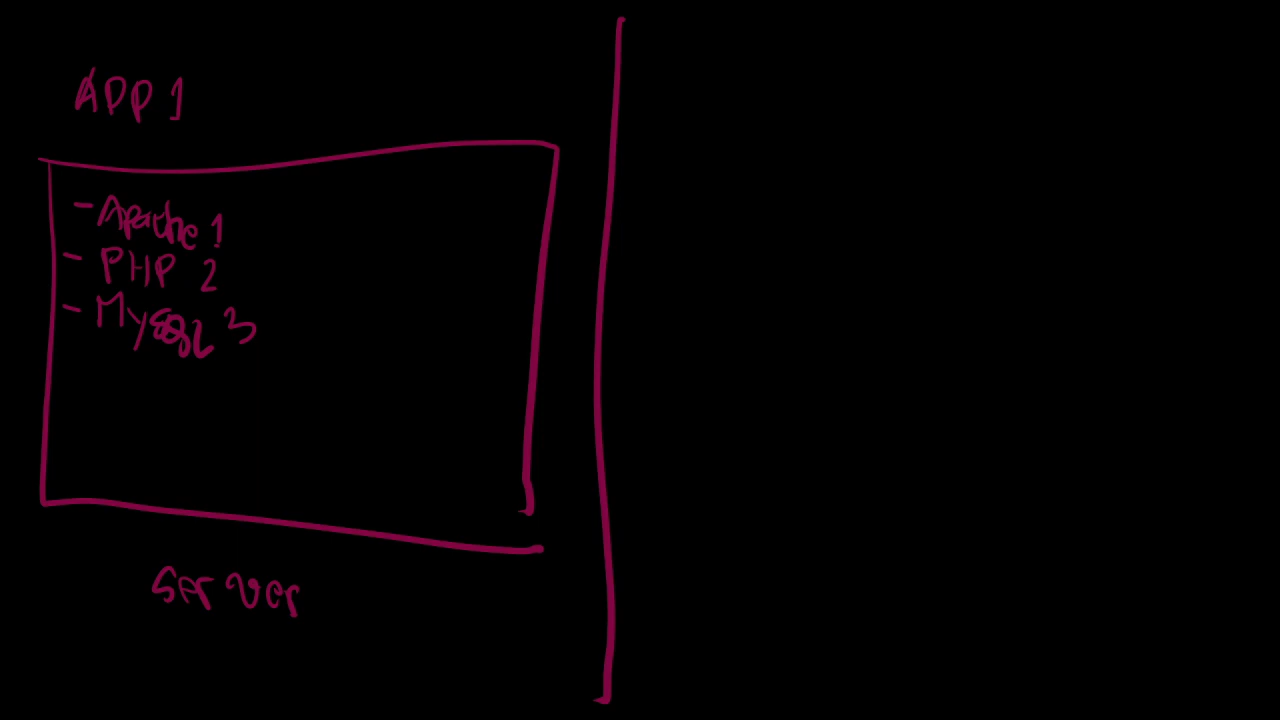 APP 1
- Apache 1
- PHP 2
- MySQL 3
Server